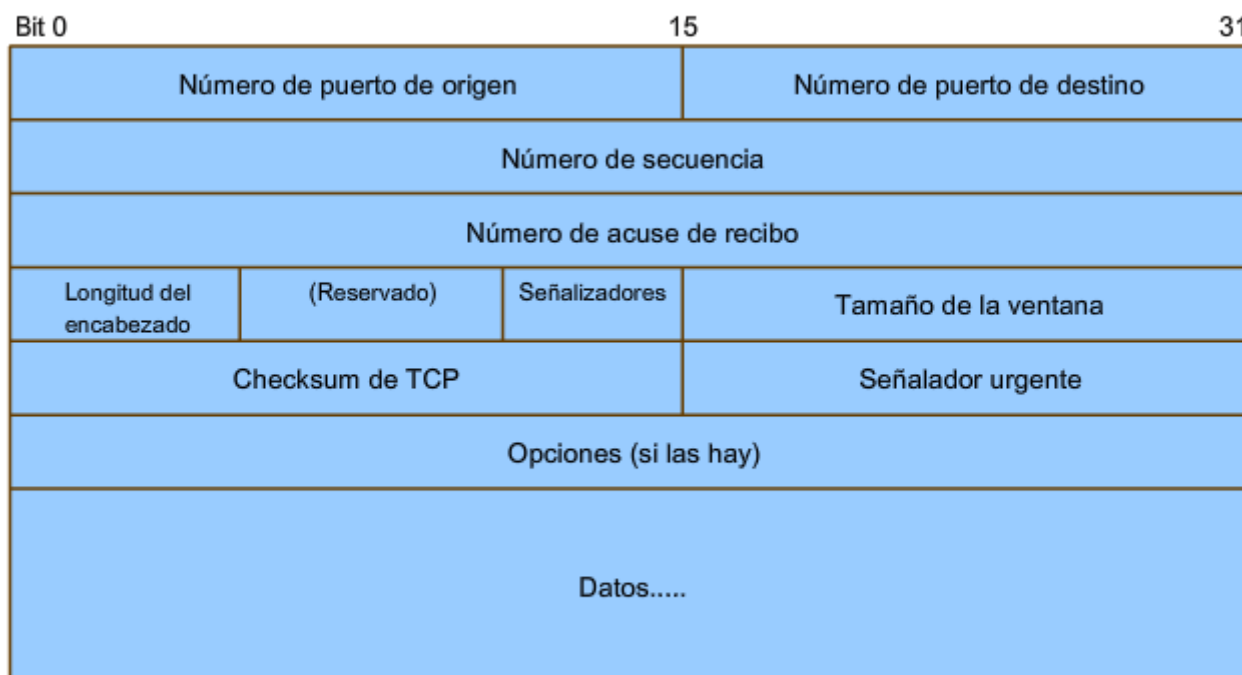 Bit 0 15 31
Número de puerto de origen Número de puerto de destino
Número de secuencia
Número de acuse de recibo
Longitud del encabezado (Reservado) Señalizadores Tamaño de la ventana
Checksum de TCP Señalador urgente
Opciones (si las hay)
Datos.....